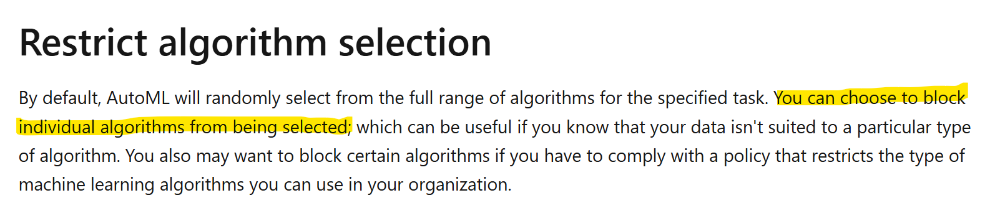 Restrict algorithm selection
By default, AutoML will randomly select from the full range of algorithms for the specified task. You can choose to block
individual algorithms from being selected; which can be useful if you know that your data isn't suited to a particular type
of algorithm. You also may want to block certain algorithms if you have to comply with a policy that restricts the type of
machine learning algorithms you can use in your organization.